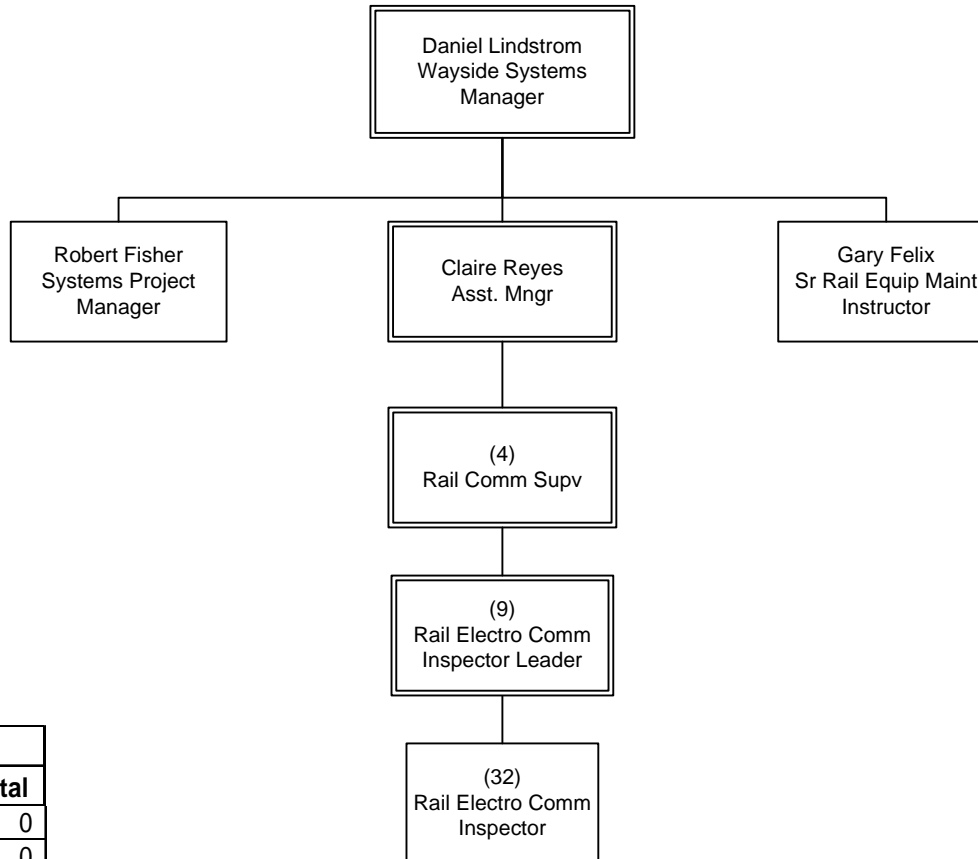 Daniel Lindstrom
Wayside Systems
Manager
Robert Fisher
Systems Project
Manager
Claire Reyes
Asst. Mngr
Gary Felix
Sr Rail Equip Maint
Instructor
(4)
Rail Comm Supv
(9)
Rail Electro Comm
Inspector Leader
(32)
Rail Electro Comm
Inspector
tal
0
0